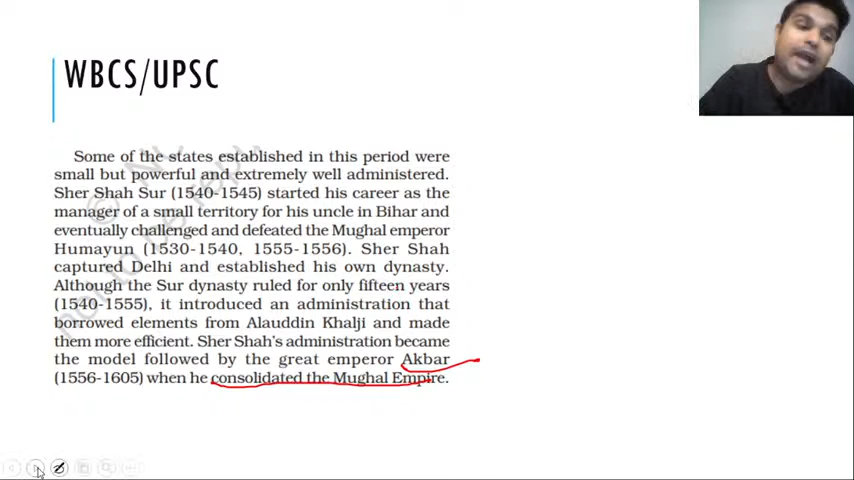 WBCS/UPSC
Some of the states established in this period were
small but powerful and extremely well administered.
Sher Shah Sur (1540-1545) started his career as the
manager of a small territory for his uncle in Bihar and
eventually challenged and defeated the Mughal emperor
Humayun (1530-1540, 1555-1556). Sher Shah
captured Delhi and established his own dynasty.
Although the Sur dynasty ruled for only fifteen years
(1540-1555), it introduced an administration that
borrowed elements from Alauddin Khalji and made
them more efficient. Sher Shah's administration became
the model followed by the great emperor Akbar
(1556-1605) when he consolidated the Mughal Empire.